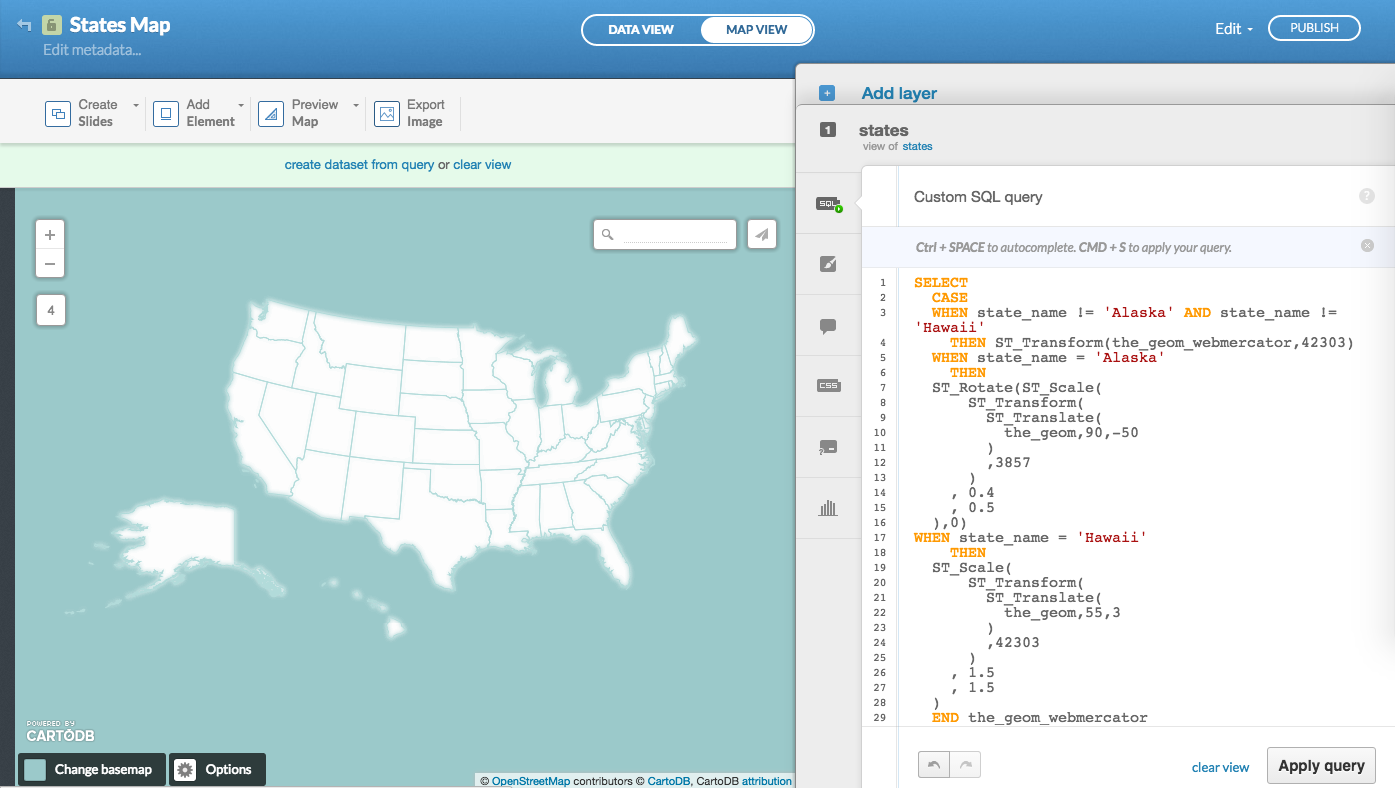 States Map
Edit metadata...
DATA VIEW
MAP VIEW
Edit
PUBLISH
Create
Slides
Add
Element
Preview
Map
Export
Image
create dataset from query or clear view
+
−
4
POWERED BY
CARTODB
Change basemap
Options
© OpenStreetMap contributors © CartoDB, CartoDB attribution
+
Add layer
1
states
view of states
SQL
CSS
?
Custom SQL query
?
Ctrl + SPACE to autocomplete. CMD + S to apply your query.
1 SELECT
2 CASE
3 WHEN state_name != 'Alaska' AND state_name !=
'Hawaii'
4 THEN ST_Transform(the_geom_webmercator,42303)
5 WHEN state_name = 'Alaska'
6 THEN
7 ST_Rotate(ST_Scale(
8 ST_Transform(
9 ST_Translate(
10 the_geom,90,-50
11 )
12 ,3857
13 )
14 , 0.4
15 , 0.5
16 ),0)
17 WHEN state_name = 'Hawaii'
18 THEN
19 ST_Scale(
20 ST_Transform(
21 ST_Translate(
22 the_geom,55,3
23 )
24 ,42303
25 )
26 , 1.5
27 , 1.5
28 )
29 END the_geom_webmercator
clear view
Apply query